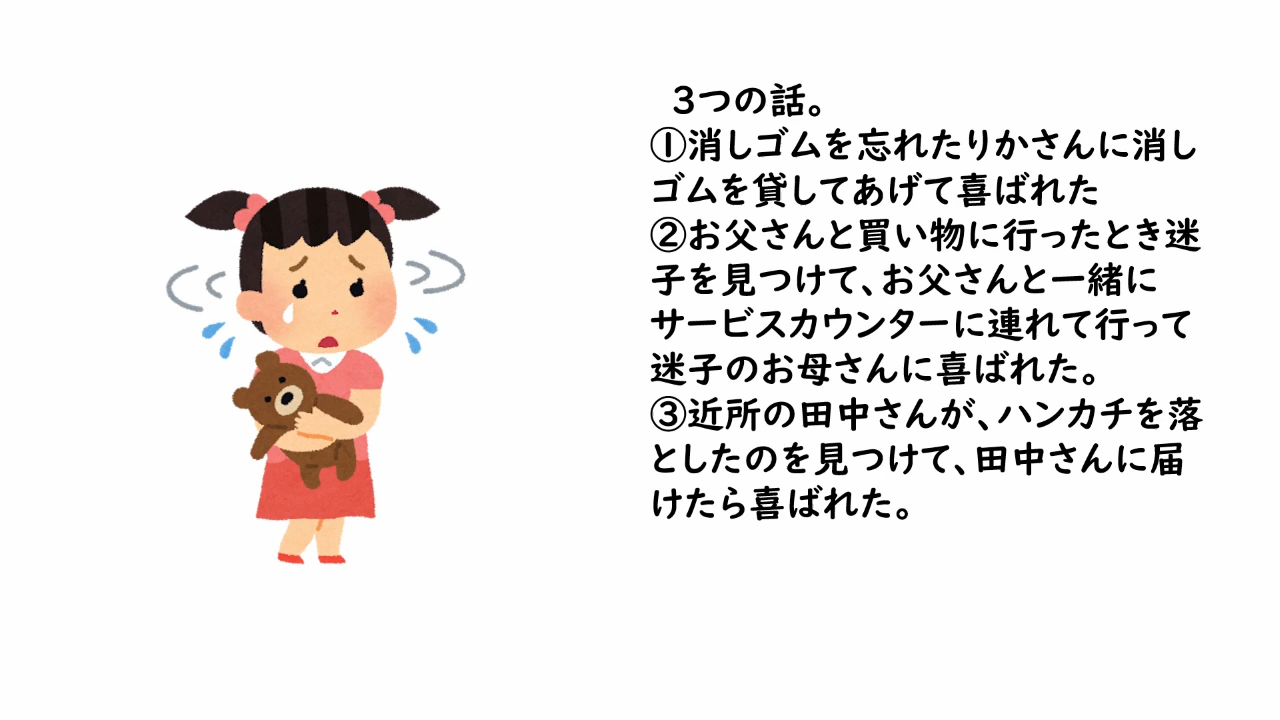 3つの話。
①消しゴムを忘れたりかさんに消し
ゴムを貸してあげて喜ばれた
②お父さんと買い物に行ったとき迷
子を見つけて、お父さんと一緒に
サービスカウンターに連れて行って
迷子のお母さんに喜ばれた。
③近所の田中さんが、ハンカチを落
としたのを見つけて、田中さんに届
けたら喜ばれた。